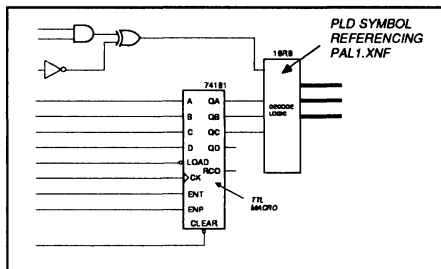 PLD SYMBOL
REFERENCING
PAL1.XNF
16R8
74161
A QA
B QB
C QC
D QD
LOAD
RCO
CK
ENT
ENP
CLEAR
DECODE
LOGIC
TTL
MACRO